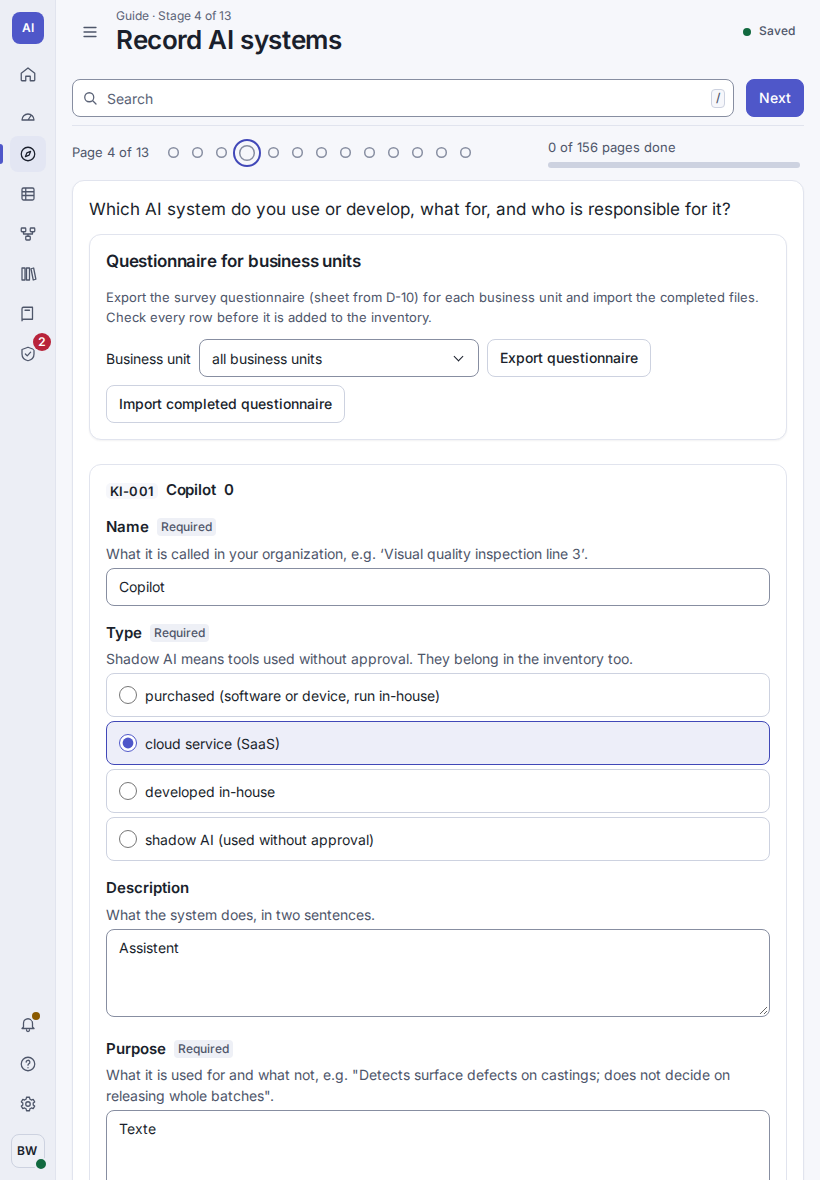 AI
Guide · Stage 4 of 13
Record AI systems
Saved
Search
/
Next
Page 4 of 13
0 of 156 pages done
Which AI system do you use or develop, what for, and who is responsible for it?
Questionnaire for business units
Export the survey questionnaire (sheet from D-10) for each business unit and import the completed files.
Check every row before it is added to the inventory.
Business unit
all business units
Export questionnaire
Import completed questionnaire
2
KI-001 Copilot 0
Name Required
What it is called in your organization, e.g. ‘Visual quality inspection line 3’.
Copilot
Type Required
Shadow AI means tools used without approval. They belong in the inventory too.
purchased (software or device, run in-house)
cloud service (SaaS)
developed in-house
shadow AI (used without approval)
Description
What the system does, in two sentences.
Assistent
Purpose Required
What it is used for and what not, e.g. "Detects surface defects on castings; does not decide on
releasing whole batches".
Texte
BW